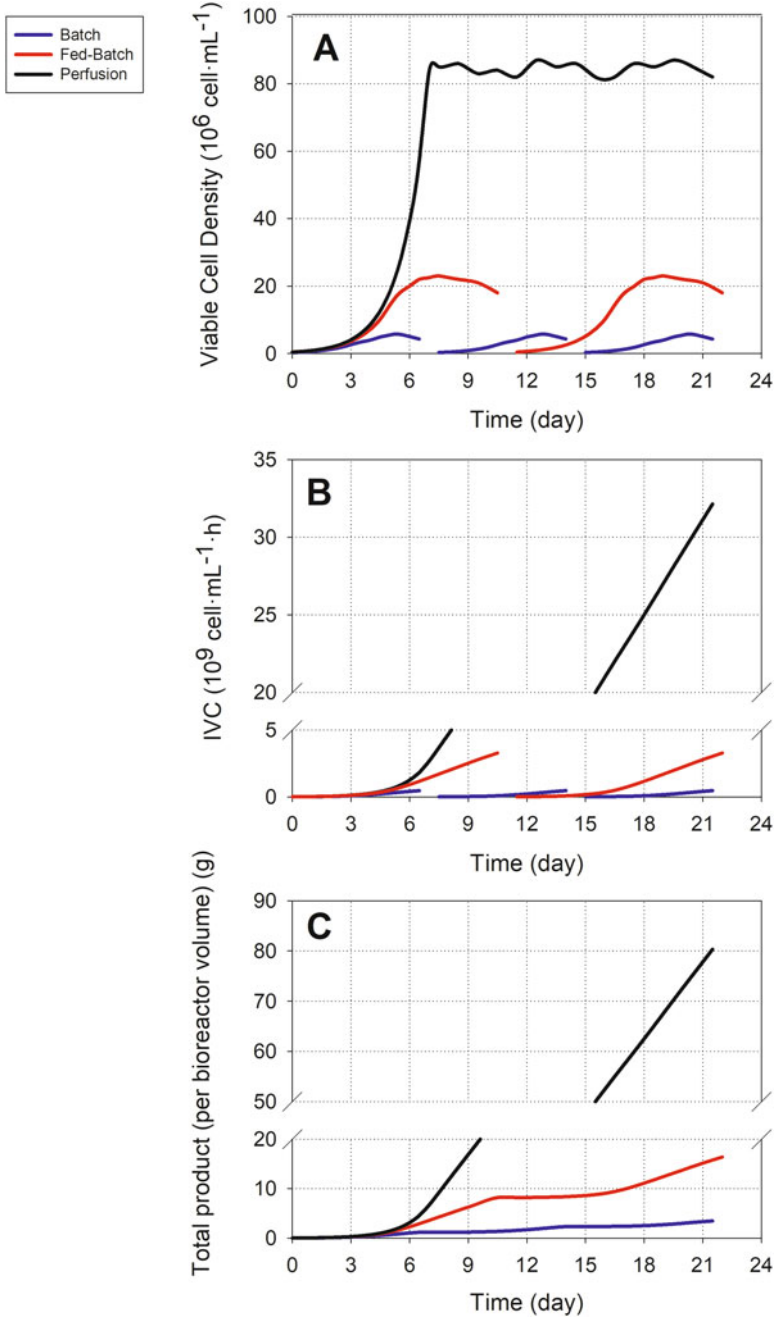 Batch
Fed-Batch
Perfusion
A
Viable Cell Density (10⁶ cell·mL⁻¹)
100
80
60
40
20
0
0 3 6 9 12 15 18 21 24
Time (day)
B
IVC (10⁹ cell·mL⁻¹·h)
35
30
25
20
5
0
0 3 6 9 12 15 18 21 24
Time (day)
C
Total product (per bioreactor volume) (g)
90
80
70
60
50
20
10
0
0 3 6 9 12 15 18 21 24
Time (day)